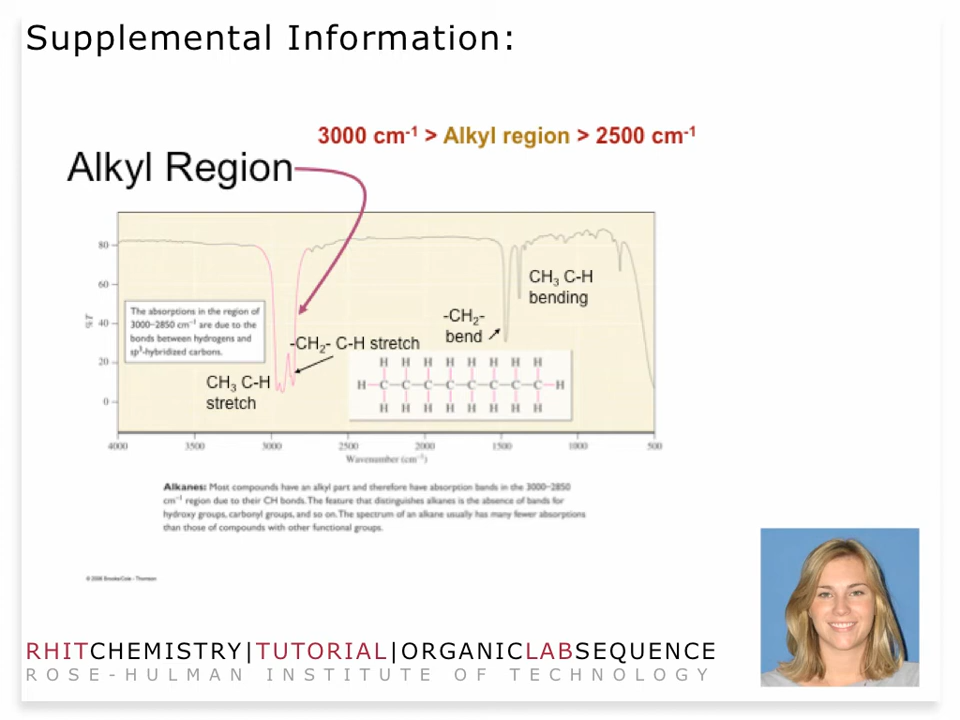 Supplemental Information:
3000 cm⁻¹ > Alkyl region > 2500 cm⁻¹
Alkyl Region
80
60
%T
40
20
0
The absorptions in the region of
3000–2850 cm⁻¹ are due to the
bonds between hydrogens and
sp³-hybridized carbons.
CH₃ C-H
bending
-CH₂-
bend
-CH₂- C-H stretch
CH₃ C-H
stretch
H H H H H H H H
H—C—C—C—C—C—C—C—C—H
H H H H H H H H
4000 3500 3000 2500 2000 1500 1000 500
Wavenumber (cm⁻¹)
Alkanes: Most compounds have an alkyl part and therefore have absorption bands in the 3000–2850
cm⁻¹ region due to their CH bonds. The feature that distinguishes alkanes is the absence of bands for
hydroxy groups, carbonyl groups, and so on. The spectrum of an alkane usually has many fewer absorptions
than those of compounds with other functional groups.
© 2006 Brooks/Cole - Thomson
RHITCHEMISTRY|TUTORIAL|ORGANICLABSEQUENCE
ROSE-HULMAN INSTITUTE OF TECHNOLOGY